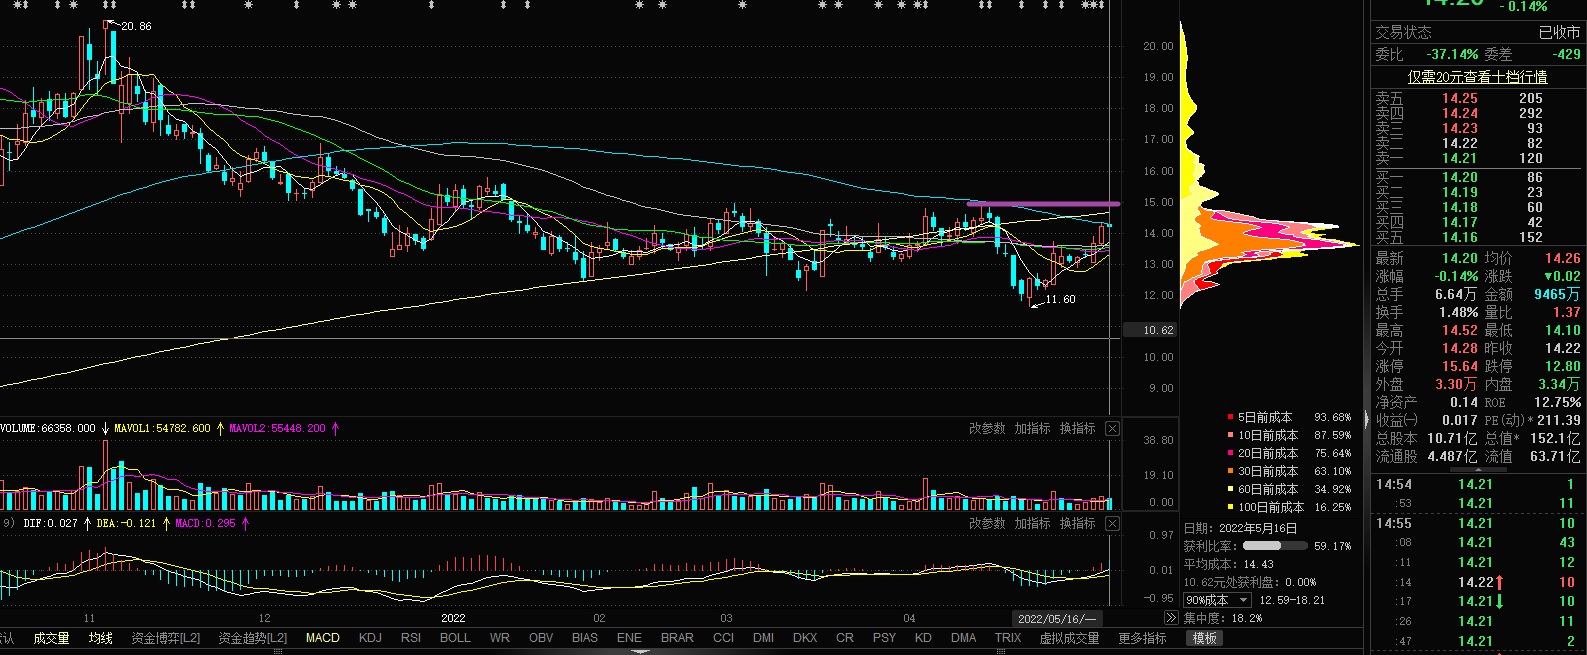 -0.14%
20.86
交易状态 已收市
委比 -37.14% 委差 -429
仅需20元查看十档行情
卖五 14.25 205
卖四 14.24 292
卖三 14.23 93
卖二 14.22 82
卖一 14.21 120
买一 14.20 86
买二 14.19 23
买三 14.18 60
买四 14.17 42
买五 14.16 152
最新 14.20 均价 14.26
涨幅 -0.14% 涨跌 ▼0.02
总手 6.64万 金额 9465万
换手 1.48% 量比 1.37
最高 14.52 最低 14.10
今开 14.28 昨收 14.22
涨停 15.64 跌停 12.80
外盘 3.30万 内盘 3.34万
净资产 0.14 ROE 12.75%
收益(一) 0.017 PE(动)* 211.39
总股本 10.71亿 总值* 152.1亿
流通股 4.487亿 流值 63.71亿
14:54 14.21 1
:53 14.21 11
14:55 14.21 10
:08 14.21 43
:11 14.21 12
:14 14.22↑ 10
:17 14.21↓ 10
:26 14.21 11
:47 14.21 2
20.00
19.00
18.00
17.00
16.00
15.00
14.00
13.00
12.00
10.62
10.00
9.00
11.60
5日前成本 93.68%
10日前成本 87.59%
20日前成本 75.64%
30日前成本 63.10%
60日前成本 34.92%
100日前成本 16.25%
日期: 2022年5月16日
获利比率: 59.17%
平均成本: 14.43
10.62元处获利盘: 0.00%
90%成本 12.59-18.21
集中度: 18.2%
VOLUME:66358.000 ↓ MAVOL1:54782.600 ↑ MAVOL2:55448.200 ↑
改参数 加指标 换指标
38.80
19.10
0.00
9) DIF:0.027 ↑ DEA:-0.121 ↑ MACD:0.295 ↑
改参数 加指标 换指标
0.97
0.01
-0.95
11 12 2022 02 03 04 2022/05/16/一
认 成交量 均线 资金博弈[L2] 资金趋势[L2] MACD KDJ RSI BOLL WR OBV BIAS ENE BRAR CCI DMI DKX CR PSY KD DMA TRIX 虚拟成交量 更多指标 模板